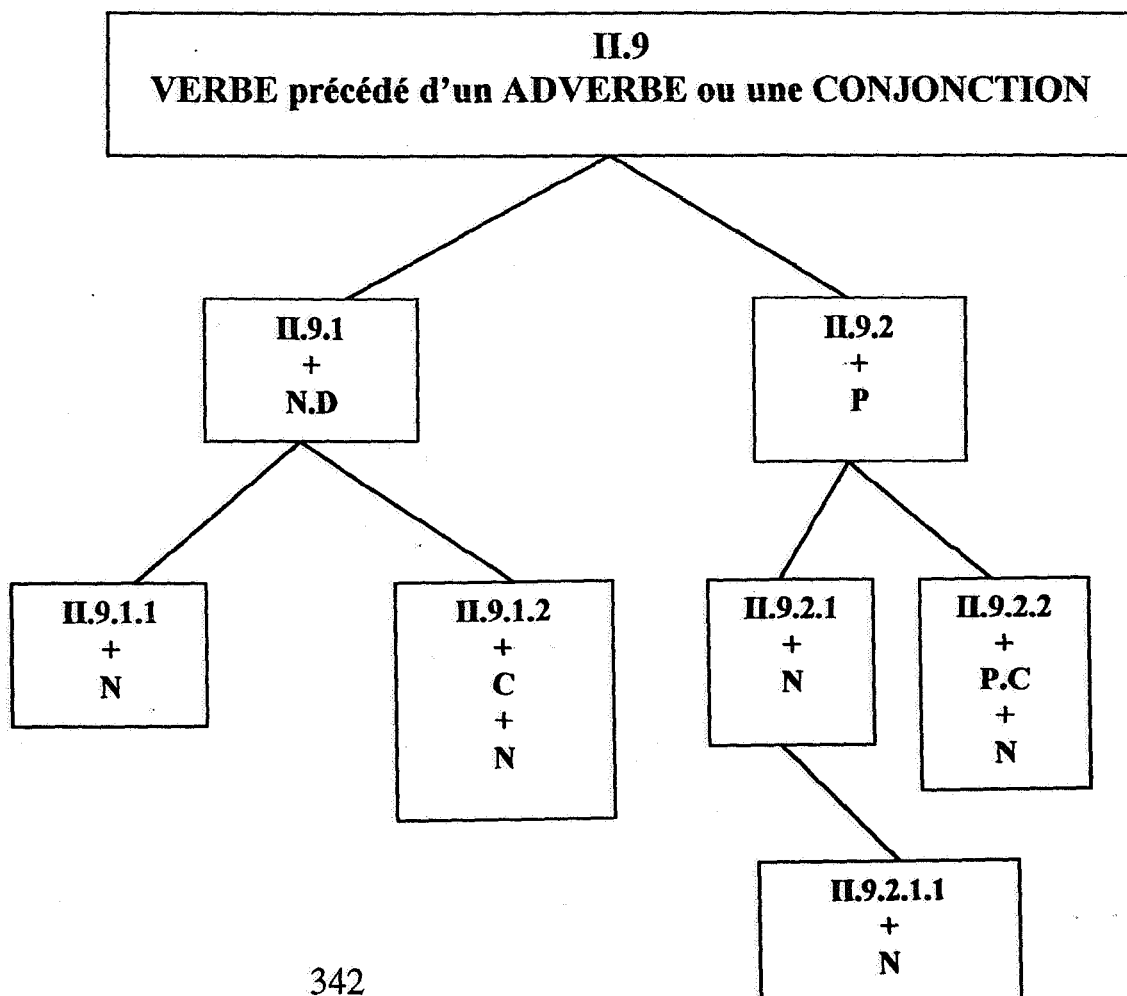 II.9
VERBE précédé d'un ADVERBE ou une CONJONCTION
II.9.1
+
N.D
II.9.2
+
P
II.9.1.1
+
N
II.9.1.2
+
C
+
N
II.9.2.1
+
N
II.9.2.2
+
P.C
+
N
II.9.2.1.1
+
N
342